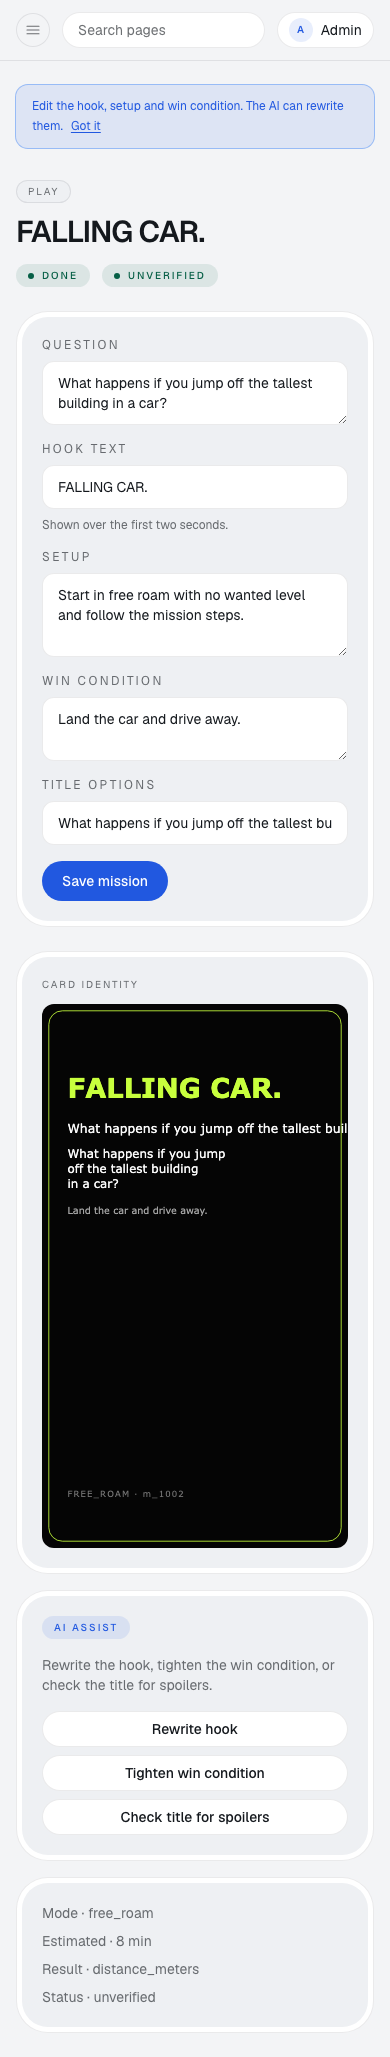 Search pages
A
Admin
Edit the hook, setup and win condition. The AI can rewrite
them. Got it
PLAY
FALLING CAR.
DONE
UNVERIFIED
QUESTION
What happens if you jump off the tallest
building in a car?
HOOK TEXT
FALLING CAR.
Shown over the first two seconds.
SETUP
Start in free roam with no wanted level
and follow the mission steps.
WIN CONDITION
Land the car and drive away.
TITLE OPTIONS
What happens if you jump off the tallest bu
Save mission
CARD IDENTITY
FALLING CAR.
What happens if you jump off the tallest buil
What happens if you jump
off the tallest building
in a car?
Land the car and drive away.
FREE_ROAM · m_1002
AI ASSIST
Rewrite the hook, tighten the win condition, or
check the title for spoilers.
Rewrite hook
Tighten win condition
Check title for spoilers
Mode · free_roam
Estimated · 8 min
Result · distance_meters
Status · unverified